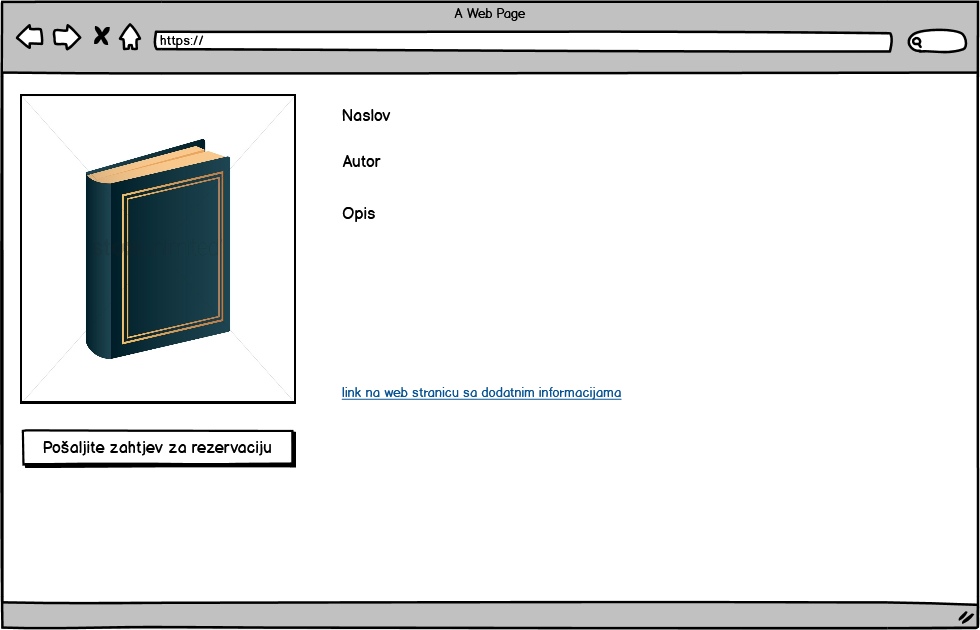 A Web Page
https://
Naslov
Autor
Opis
link na web stranicu sa dodatnim informacijama
Pošaljite zahtjev za rezervaciju